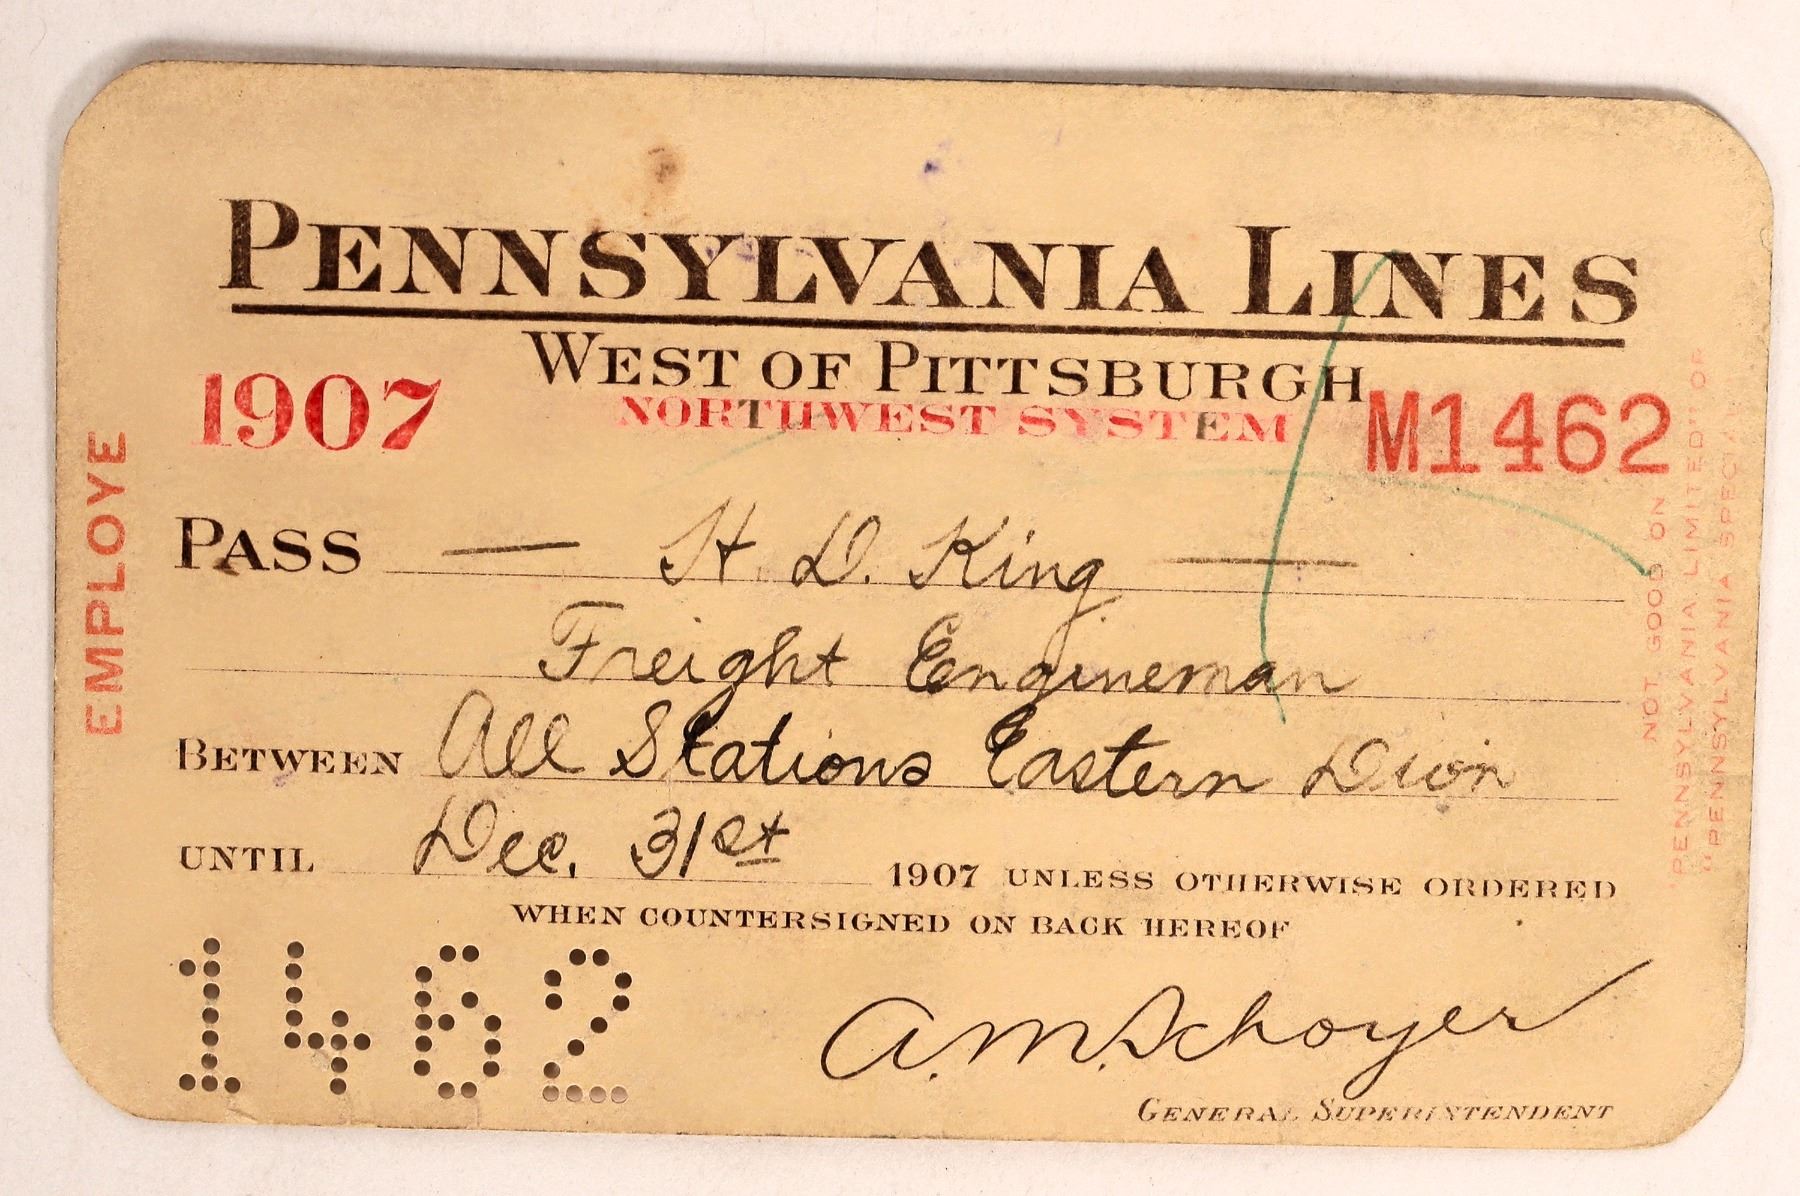 PENNSYLVANIA LINES
WEST OF PITTSBURGH
NORTHWEST SYSTEM
1907
M1462
EMPLOYE
PASS — H. D. King —
Freight Engineman
BETWEEN All Stations Eastern Divn
UNTIL Dec. 31st 1907 UNLESS OTHERWISE ORDERED
WHEN COUNTERSIGNED ON BACK HEREOF
1462
A. M. Schoyer
GENERAL SUPERINTENDENT
NOT GOOD ON
"PENNSYLVANIA LIMITED" OR
"PENNSYLVANIA SPECIAL